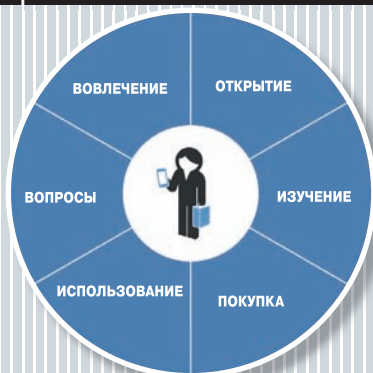 ВОВЛЕЧЕНИЕ
ОТКРЫТИЕ
ВОПРОСЫ
ИЗУЧЕНИЕ
ИСПОЛЬЗОВАНИЕ
ПОКУПКА